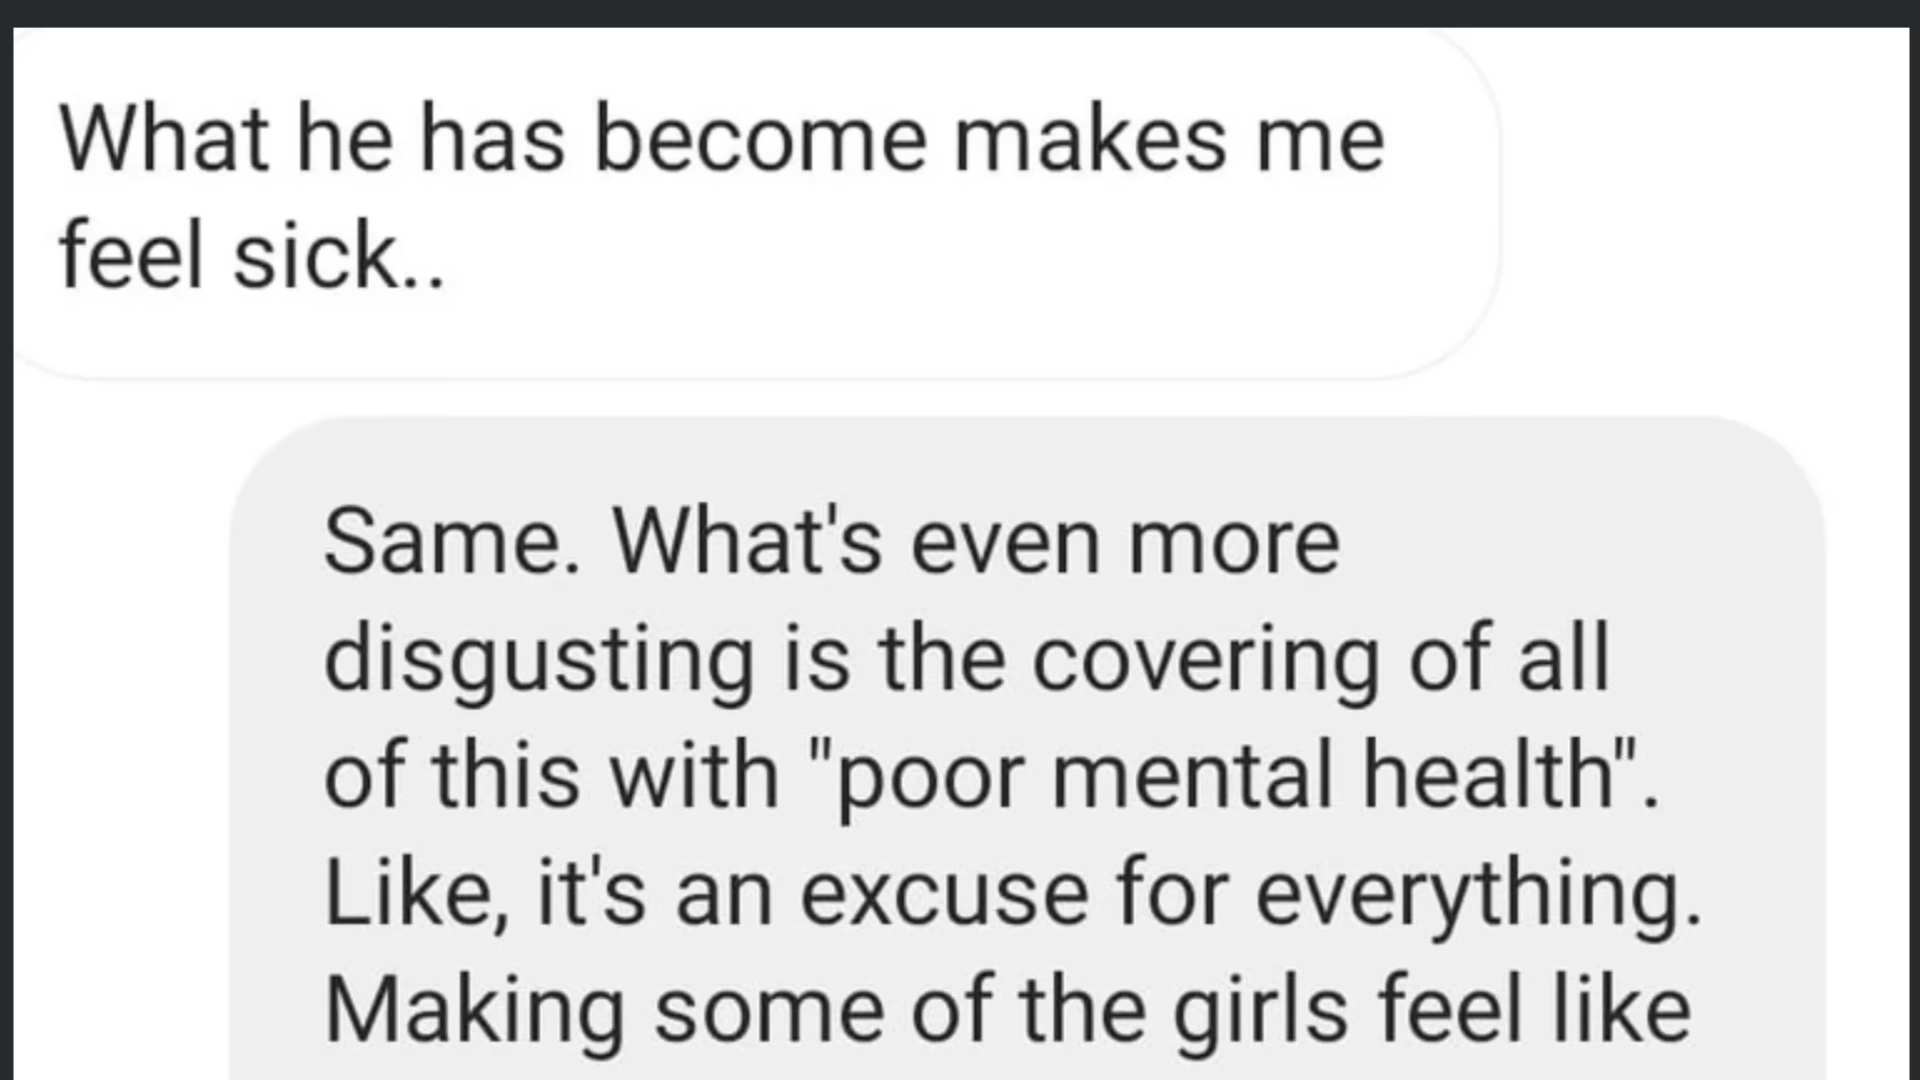 What he has become makes me
feel sick..
Same. What's even more
disgusting is the covering of all
of this with "poor mental health".
Like, it's an excuse for everything.
Making some of the girls feel like